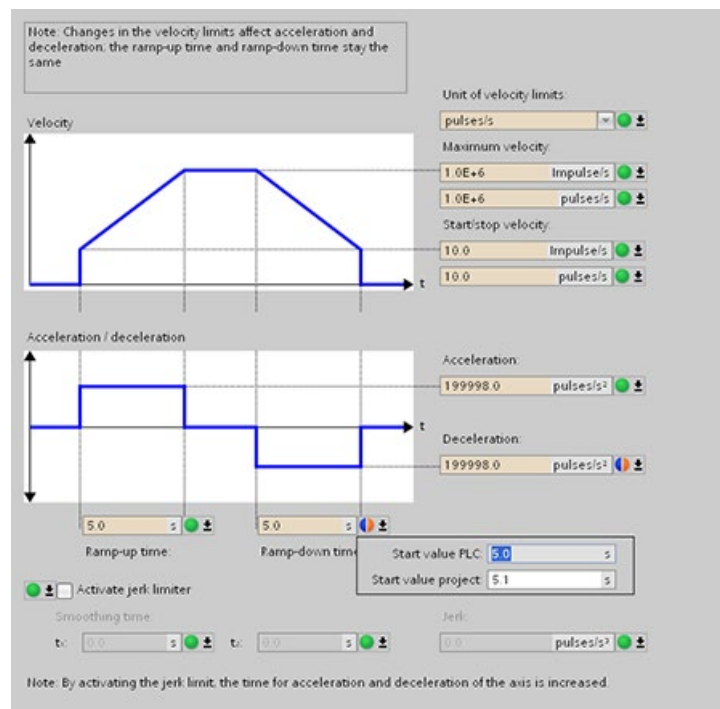 Note: Changes in the velocity limits affect acceleration and
deceleration; the ramp-up time and ramp-down time stay the
same
Unit of velocity limits:
pulses/s
Velocity
Maximum velocity:
1.0E+6 Impulse/s
1.0E+6 pulses/s
Start/stop velocity:
10.0 Impulse/s
10.0 pulses/s
t
Acceleration / deceleration
Acceleration:
199998.0 pulses/s²
t
Deceleration:
199998.0 pulses/s²
5.0 s
5.0 s
Ramp-up time:
Ramp-down time
Start value PLC: 5.0 s
Start value project: 5.1 s
Activate jerk limiter
Smoothing time:
Jerk:
0.0 s
0.0 s
0.0 pulses/s³
Note: By activating the jerk limit, the time for acceleration and deceleration of the axis is increased.